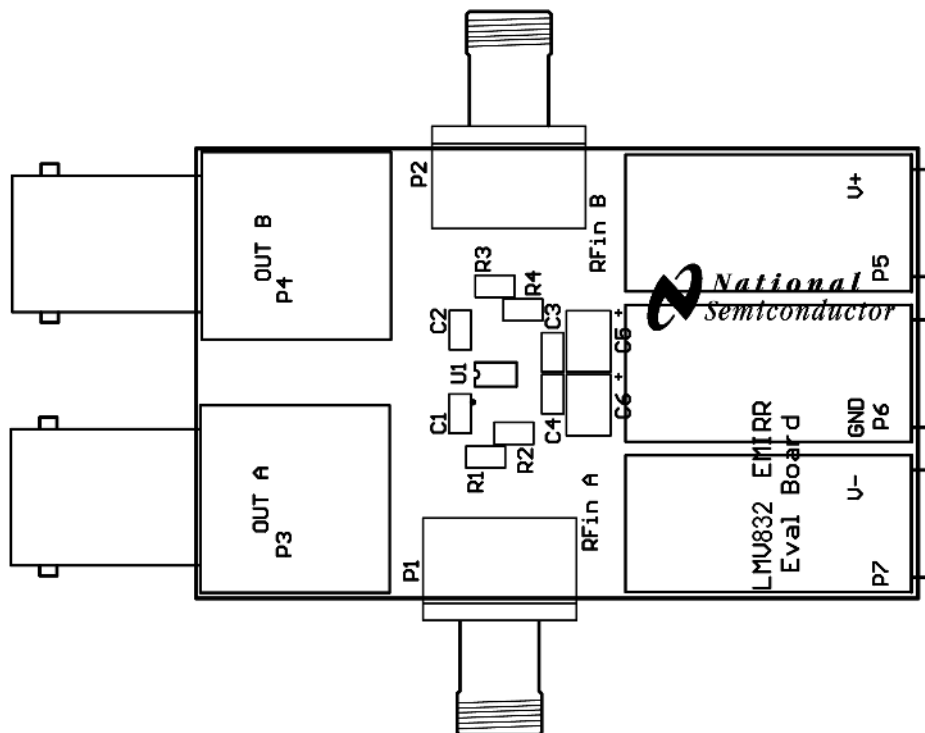 P2
V+
OUT B
P4
RFin B
P5
R3
R4
National
Semiconductor
C2
C3
C5
+
U1
+
C1
C4
C6
GND
P6
R1
R2
LMV832 EMIRR
Eval Board
OUT A
P3
RFin A
V-
P1
P7